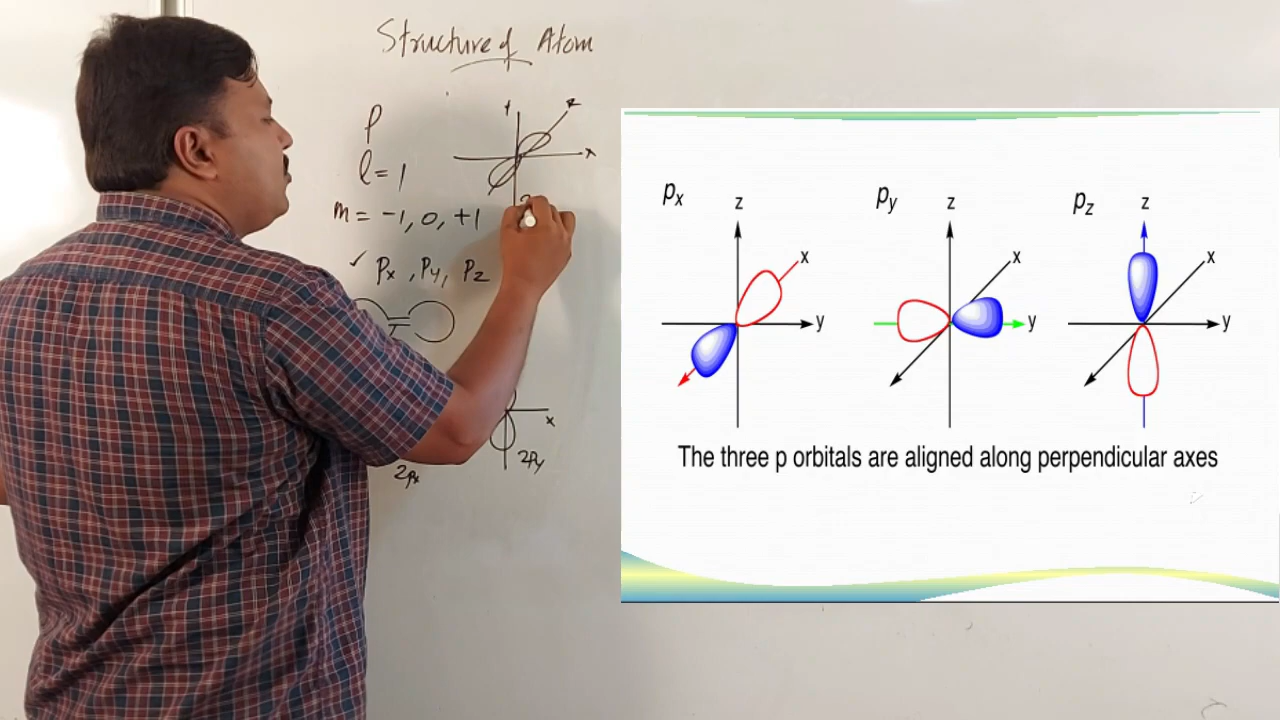 Structure of Atom
p
l = 1
m = -1, 0, +1
✓ Px , Py, Pz
Y
x
x
2Px
2Py
px
z
x
y
py
z
x
y
pz
z
x
y
The three p orbitals are aligned along perpendicular axes